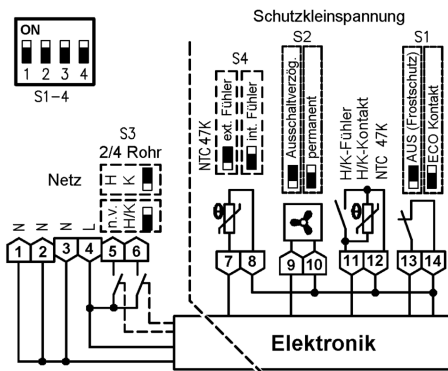 Schutzkleinspannung
ON
1 2 3 4
S1-4
S3
2/4 Rohr
H K
n.v. H/K
Netz
N N N L
S4
NTC 47K
ext. Fühler
int. Fühler
S2
Ausschaltverzög.
permanent
H/K-Fühler
H/K-Kontakt
NTC 47K
S1
AUS (Frostschutz)
ECO Kontakt
1 2 3 4 5 6
7 8 9 10 11 12 13 14
Elektronik